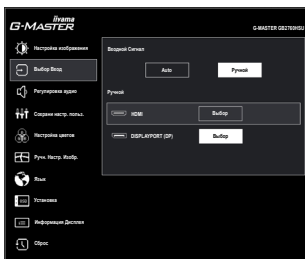 iiyama
G-MASTER
G-MASTER GB2760HSU
Настройка изображения
Выбор Вход
Регулировка аудио
Сохрани настр. польз.
Настройка цветов
Ручн. Настр. Изобр.
Язык
Установка
Информация Дисплея
Сброс
Входной Сигнал
Auto
Ручной
Ручной
HDMI
Выбор
DISPLAYPORT (DP)
Выбор